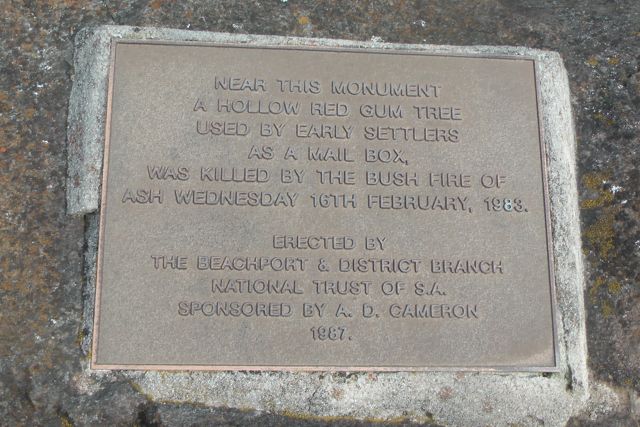 NEAR THIS MONUMENT
A HOLLOW RED GUM TREE
USED BY EARLY SETTLERS
AS A MAIL BOX,
WAS KILLED BY THE BUSH FIRE OF
ASH WEDNESDAY 16TH FEBRUARY, 1983.
ERECTED BY
THE BEACHPORT & DISTRICT BRANCH
NATIONAL TRUST OF S.A.
SPONSORED BY A. D. CAMERON
1987.